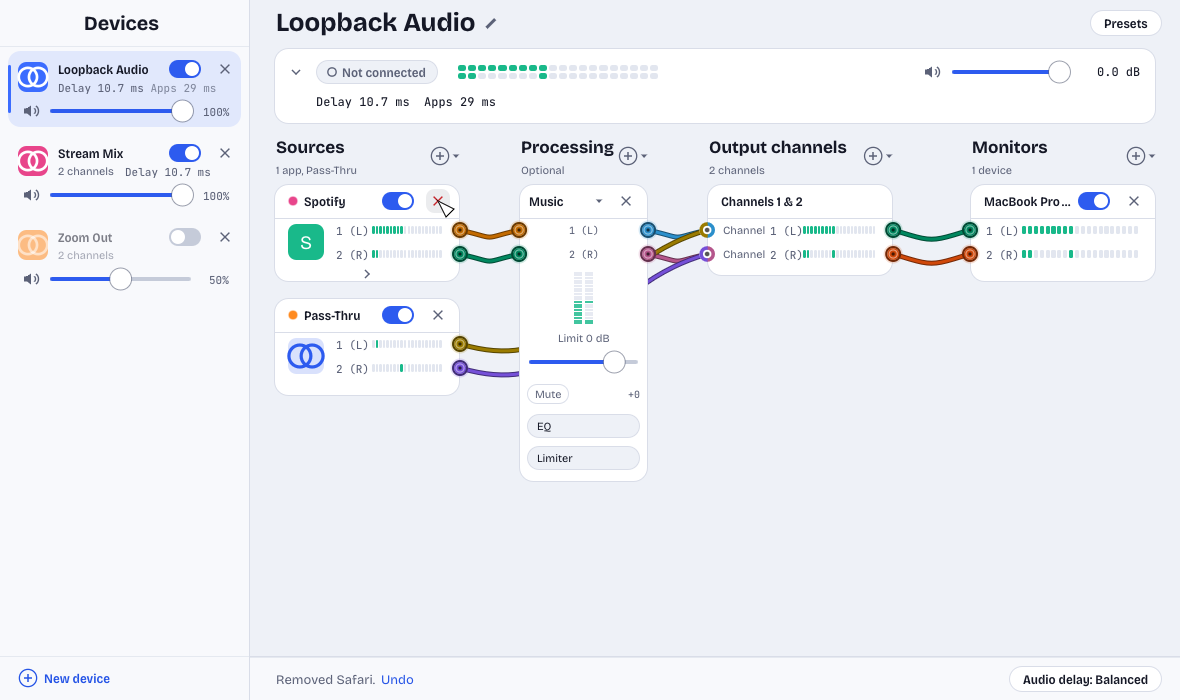 Devices
Loopback Audio
Delay 10.7 ms Apps 29 ms
100%
Stream Mix
2 channels Delay 10.7 ms
100%
Zoom Out
2 channels
50%
New device
Loopback Audio
Presets
Not connected
0.0 dB
Delay 10.7 ms Apps 29 ms
Sources
1 app, Pass-Thru
Spotify
S
1 (L)
2 (R)
Pass-Thru
1 (L)
2 (R)
Processing
Optional
Music
1 (L)
2 (R)
Limit 0 dB
Mute +0
EQ
Limiter
Output channels
2 channels
Channels 1 & 2
Channel 1 (L)
Channel 2 (R)
Monitors
1 device
MacBook Pro…
1 (L)
2 (R)
Removed Safari. Undo
Audio delay: Balanced